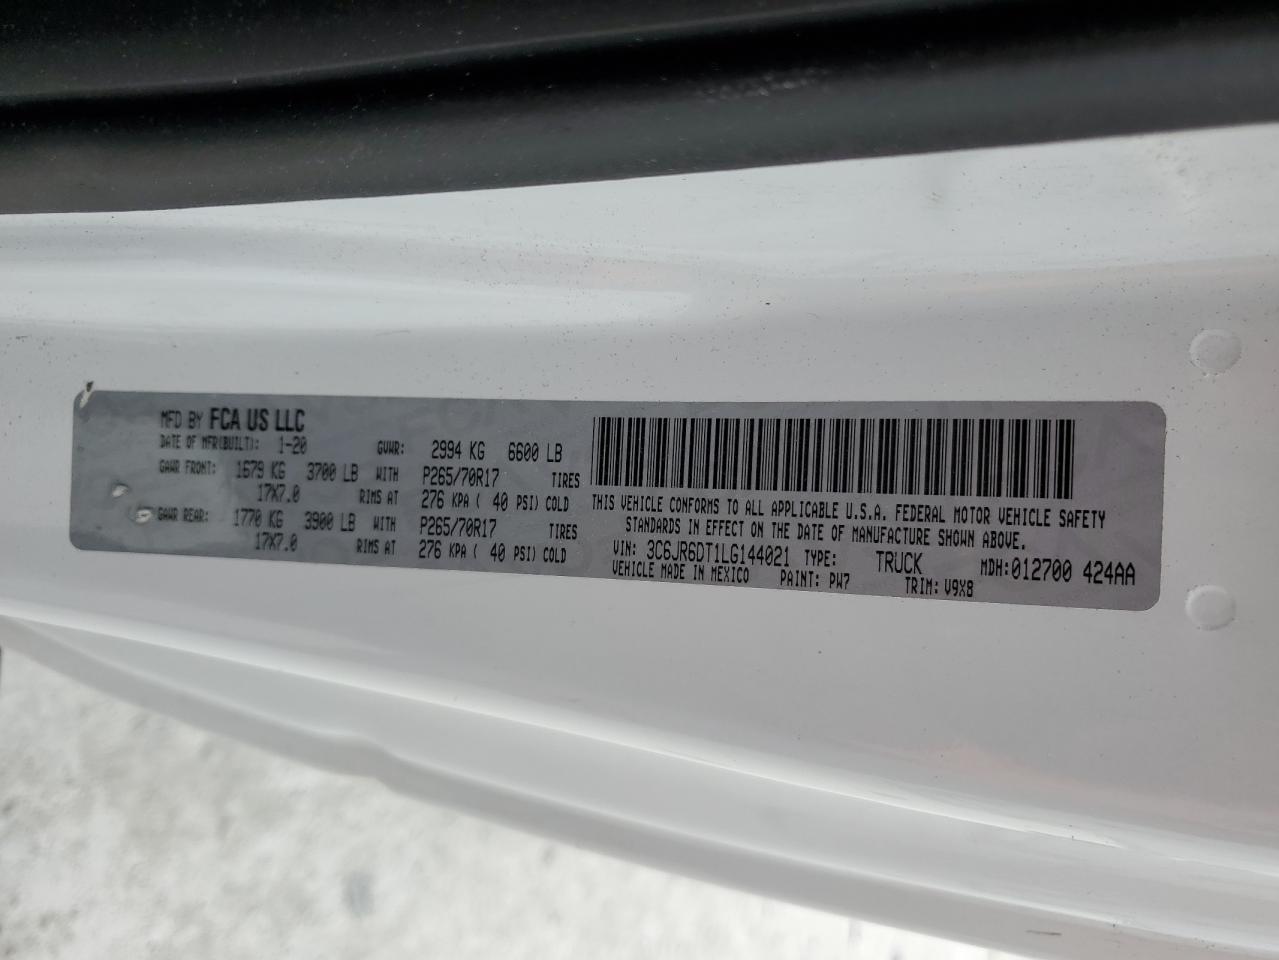 MFD BY FCA US LLC
DATE OF MFR(BUILT): 1-20 GVWR: 2994 KG 6600 LB
GAWR FRONT: 1679 KG 3700 LB WITH P265/70R17 TIRES
17X7.0 RIMS AT 276 KPA ( 40 PSI) COLD
GAWR REAR: 1770 KG 3900 LB WITH P265/70R17 TIRES
17X7.0 RIMS AT 276 KPA ( 40 PSI) COLD
THIS VEHICLE CONFORMS TO ALL APPLICABLE U.S.A. FEDERAL MOTOR VEHICLE SAFETY
STANDARDS IN EFFECT ON THE DATE OF MANUFACTURE SHOWN ABOVE.
VIN: 3C6JR6DT1LG144021 TYPE: TRUCK MDH:012700 424AA
VEHICLE MADE IN MEXICO PAINT: PW7 TRIM: V9X8